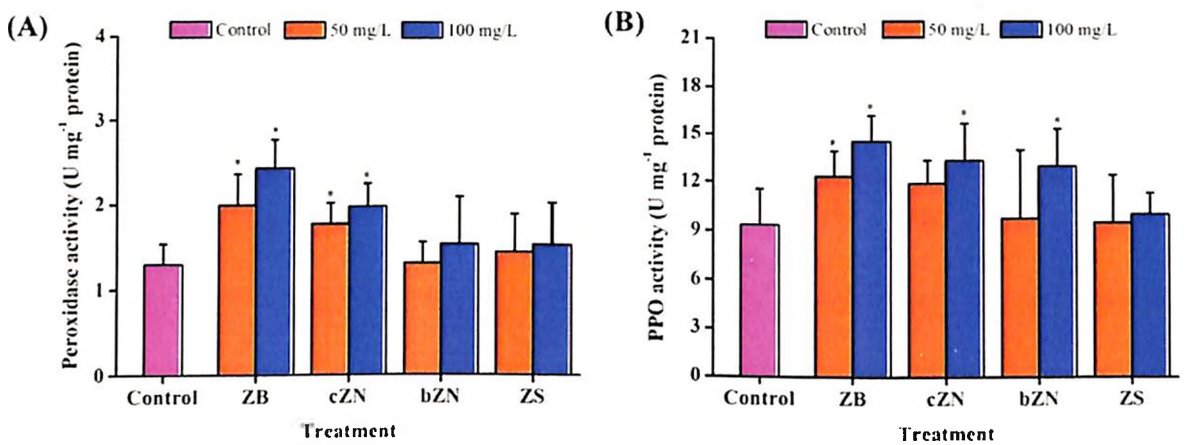 (A)
Control 50 mg/L 100 mg/L
Peroxidase activity (U mg⁻¹ protein)
4
3
2
1
0
* * * *
Control ZB cZN bZN ZS
Treatment
(B)
Control 50 mg/L 100 mg/L
PPO activity (U mg⁻¹ protein)
21
18
15
12
9
6
3
0
* * * *
Control ZB cZN bZN ZS
Treatment